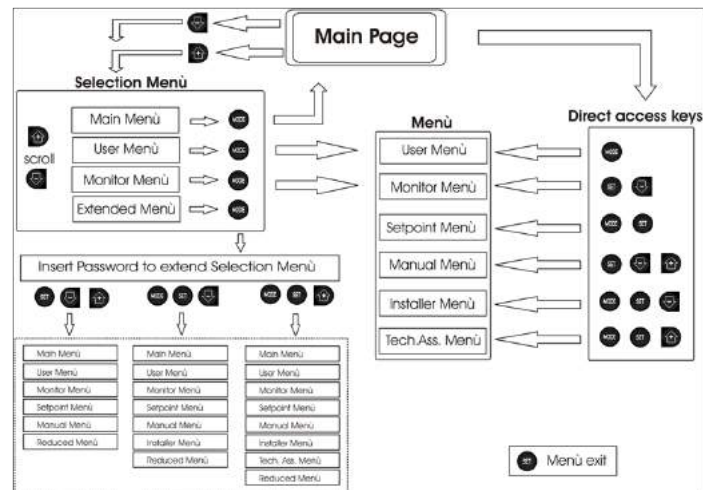 Main Page
Selection Menù
Main Menù
MODE
scroll
User Menù
MODE
Monitor Menù
MODE
Extended Menù
MODE
Insert Password to extend Selection Menù
SET
MODE SET
MODE SET
Main Menù
User Menù
Monitor Menù
Setpoint Menù
Manual Menù
Reduced Menù
Main Menù
User Menù
Monitor Menù
Setpoint Menù
Manual Menù
Installer Menù
Reduced Menù
Main Menù
User Menù
Monitor Menù
Setpoint Menù
Manual Menù
Installer Menù
Tech. Ass. Menù
Reduced Menù
Menù
User Menù
Monitor Menù
Setpoint Menù
Manual Menù
Installer Menù
Tech.Ass. Menù
Direct access keys
MODE
SET
MODE SET
SET
MODE SET
MODE SET
SET Menù exit